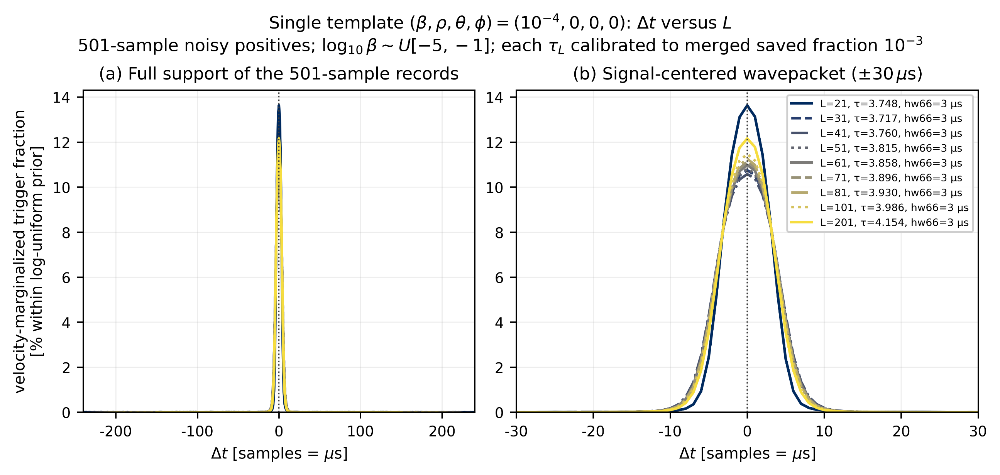 Single template (β, ρ, θ, ϕ) = (10⁻⁴, 0, 0, 0): Δt versus L
501-sample noisy positives; log₁₀ β ~ U[−5, −1]; each τ_L calibrated to merged saved fraction 10⁻³
(a) Full support of the 501-sample records
velocity-marginalized trigger fraction
[% within log-uniform prior]
14
12
10
8
6
4
2
0
-200 -100 0 100 200
Δt [samples = μs]
(b) Signal-centered wavepacket (±30 μs)
14
12
10
8
6
4
2
0
L=21, τ=3.748, hw66=3 μs
L=31, τ=3.717, hw66=3 μs
L=41, τ=3.760, hw66=3 μs
L=51, τ=3.815, hw66=3 μs
L=61, τ=3.858, hw66=3 μs
L=71, τ=3.896, hw66=3 μs
L=81, τ=3.930, hw66=3 μs
L=101, τ=3.986, hw66=3 μs
L=201, τ=4.154, hw66=3 μs
-30 -20 -10 0 10 20 30
Δt [samples = μs]